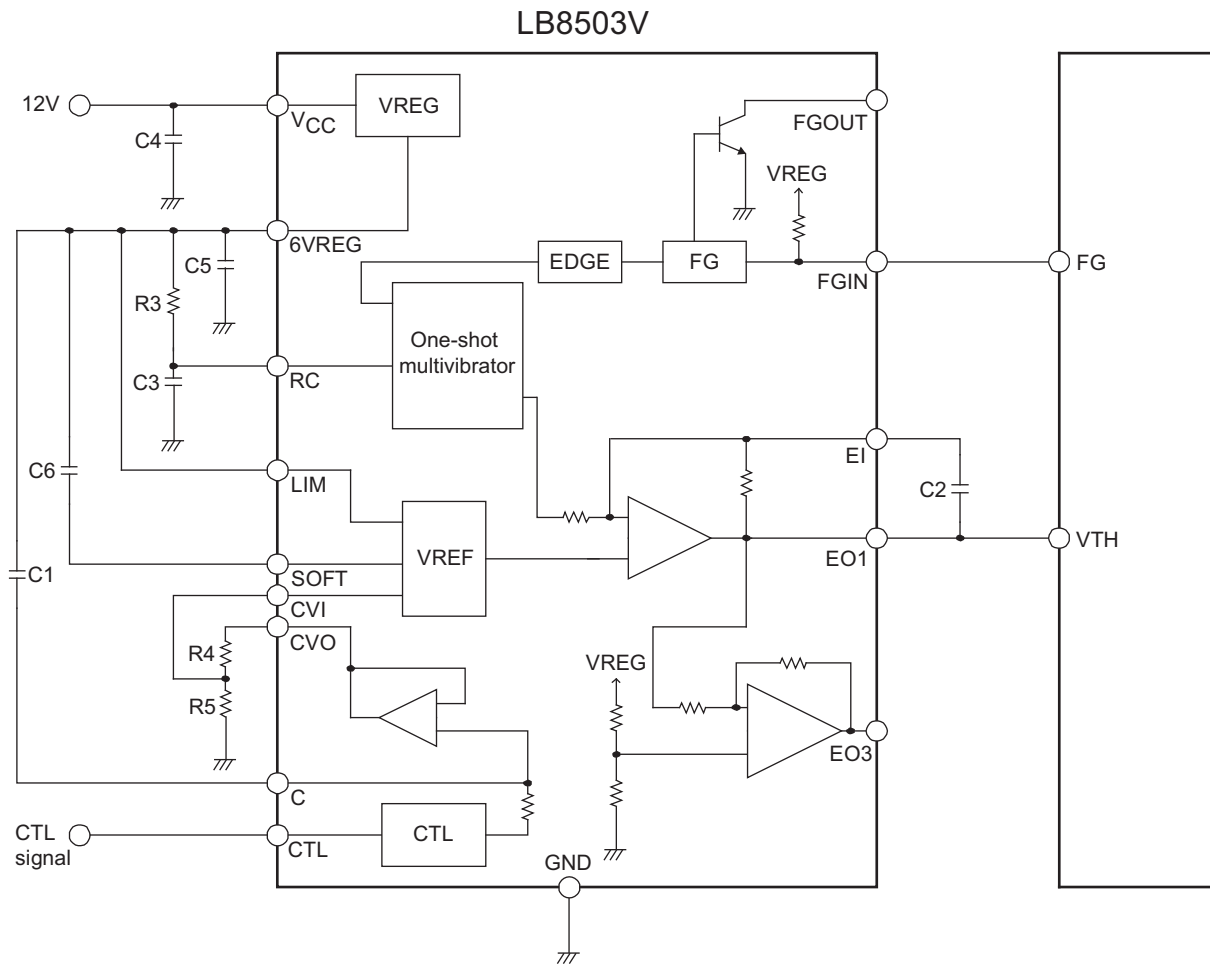 LB8503V
12V
VCC
VREG
FGOUT
C4
VREG
6VREG
C5
EDGE
FG
FGIN
FG
R3
One-shot
multivibrator
RC
C3
EI
C6
LIM
C2
VREF
EO1
VTH
C1
SOFT
CVI
CVO
R4
VREG
R5
EO3
C
CTL
signal
CTL
CTL
GND